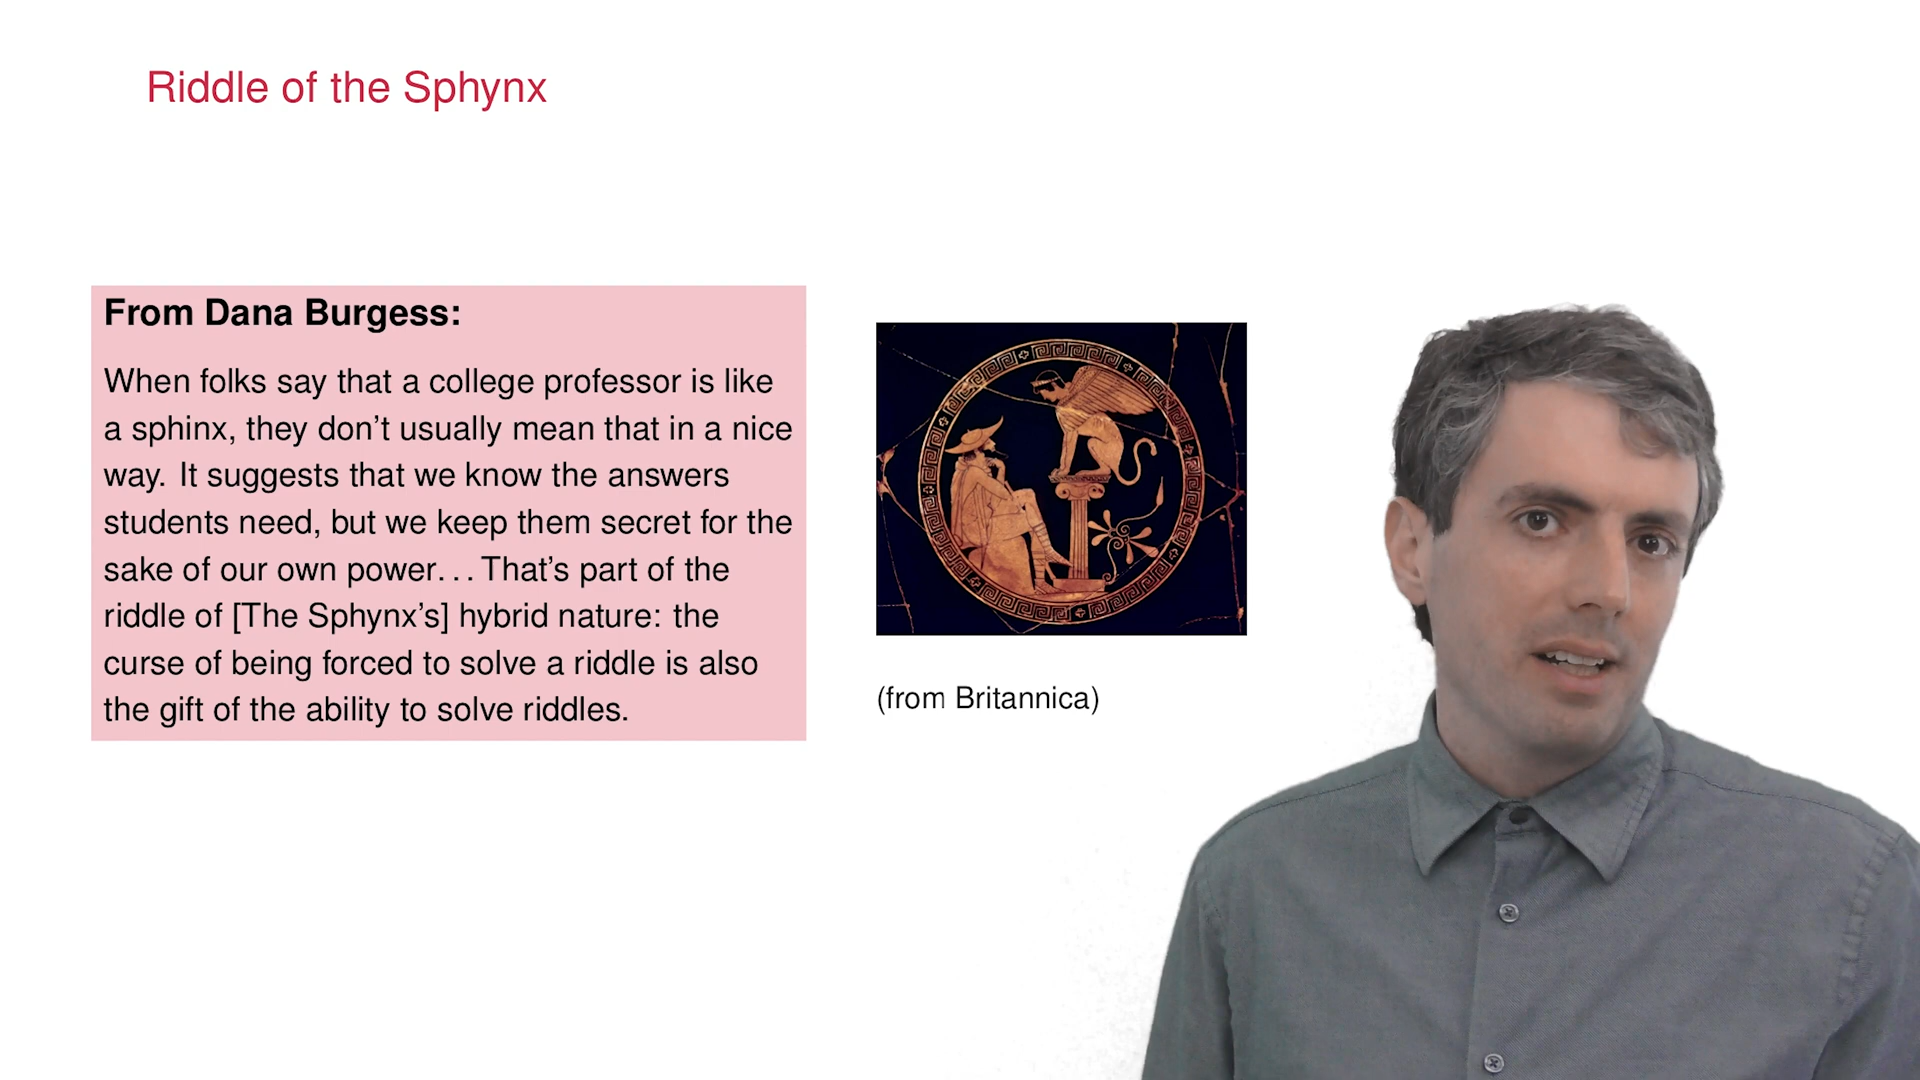 Riddle of the Sphynx
From Dana Burgess:
When folks say that a college professor is like
a sphinx, they don’t usually mean that in a nice
way. It suggests that we know the answers
students need, but we keep them secret for the
sake of our own power. . . That’s part of the
riddle of [The Sphynx’s] hybrid nature: the
curse of being forced to solve a riddle is also
the gift of the ability to solve riddles.
(from Britannica)